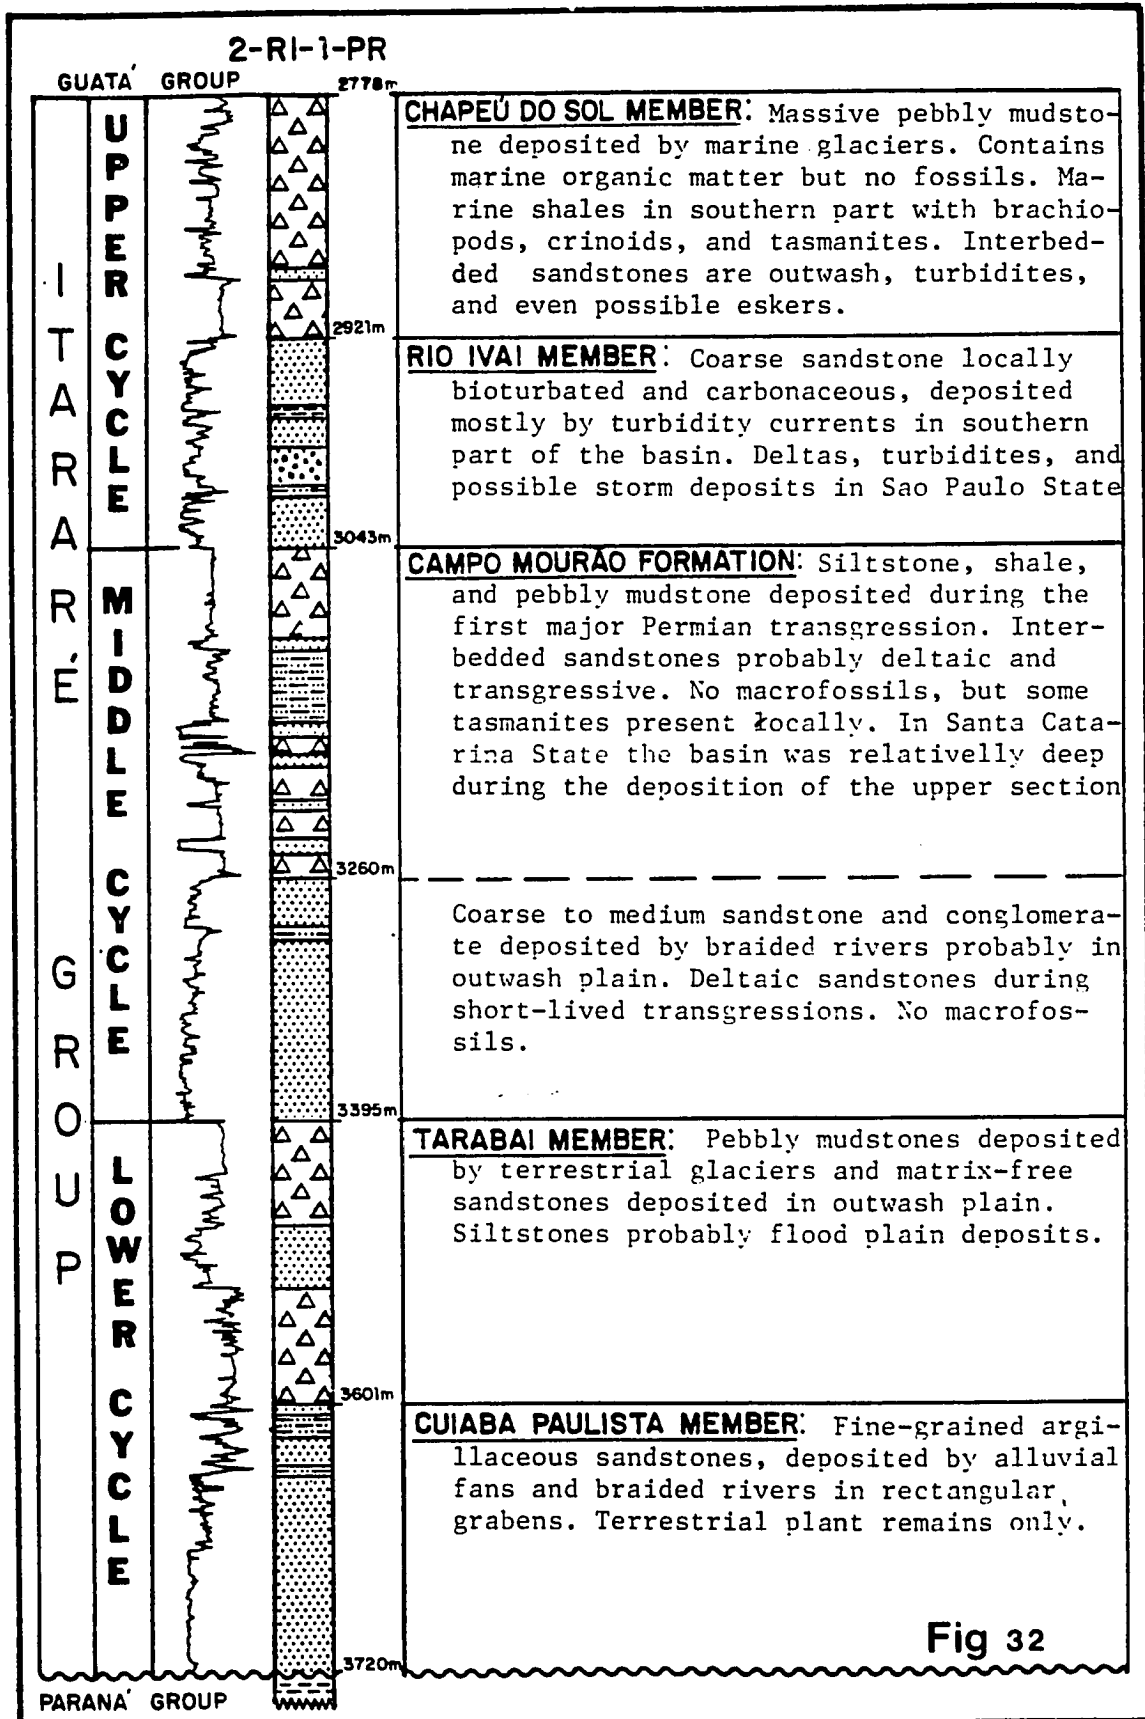 2-RI-1-PR
GUATÁ GROUP
2778m
ITARARÉ GROUP
UPPER CYCLE
MIDDLE CYCLE
LOWER CYCLE
CHAPEÚ DO SOL MEMBER: Massive pebbly mudsto-
ne deposited by marine glaciers. Contains
marine organic matter but no fossils. Ma-
rine shales in southern part with brachio-
pods, crinoids, and tasmanites. Interbed-
ded sandstones are outwash, turbidites,
and even possible eskers.
2921m
RIO IVAI MEMBER: Coarse sandstone locally
bioturbated and carbonaceous, deposited
mostly by turbidity currents in southern
part of the basin. Deltas, turbidites, and
possible storm deposits in Sao Paulo State
3043m
CAMPO MOURÃO FORMATION: Siltstone, shale,
and pebbly mudstone deposited during the
first major Permian transgression. Inter-
bedded sandstones probably deltaic and
transgressive. No macrofossils, but some
tasmanites present locally. In Santa Cata-
rina State the basin was relativelly deep
during the deposition of the upper section
3260m
Coarse to medium sandstone and conglomera-
te deposited by braided rivers probably in
outwash plain. Deltaic sandstones during
short-lived transgressions. No macrofos-
sils.
3395m
TARABAI MEMBER: Pebbly mudstones deposited
by terrestrial glaciers and matrix-free
sandstones deposited in outwash plain.
Siltstones probably flood plain deposits.
3601m
CUIABA PAULISTA MEMBER: Fine-grained argi-
llaceous sandstones, deposited by alluvial
fans and braided rivers in rectangular
grabens. Terrestrial plant remains only.
Fig 32
3720m
PARANÁ GROUP